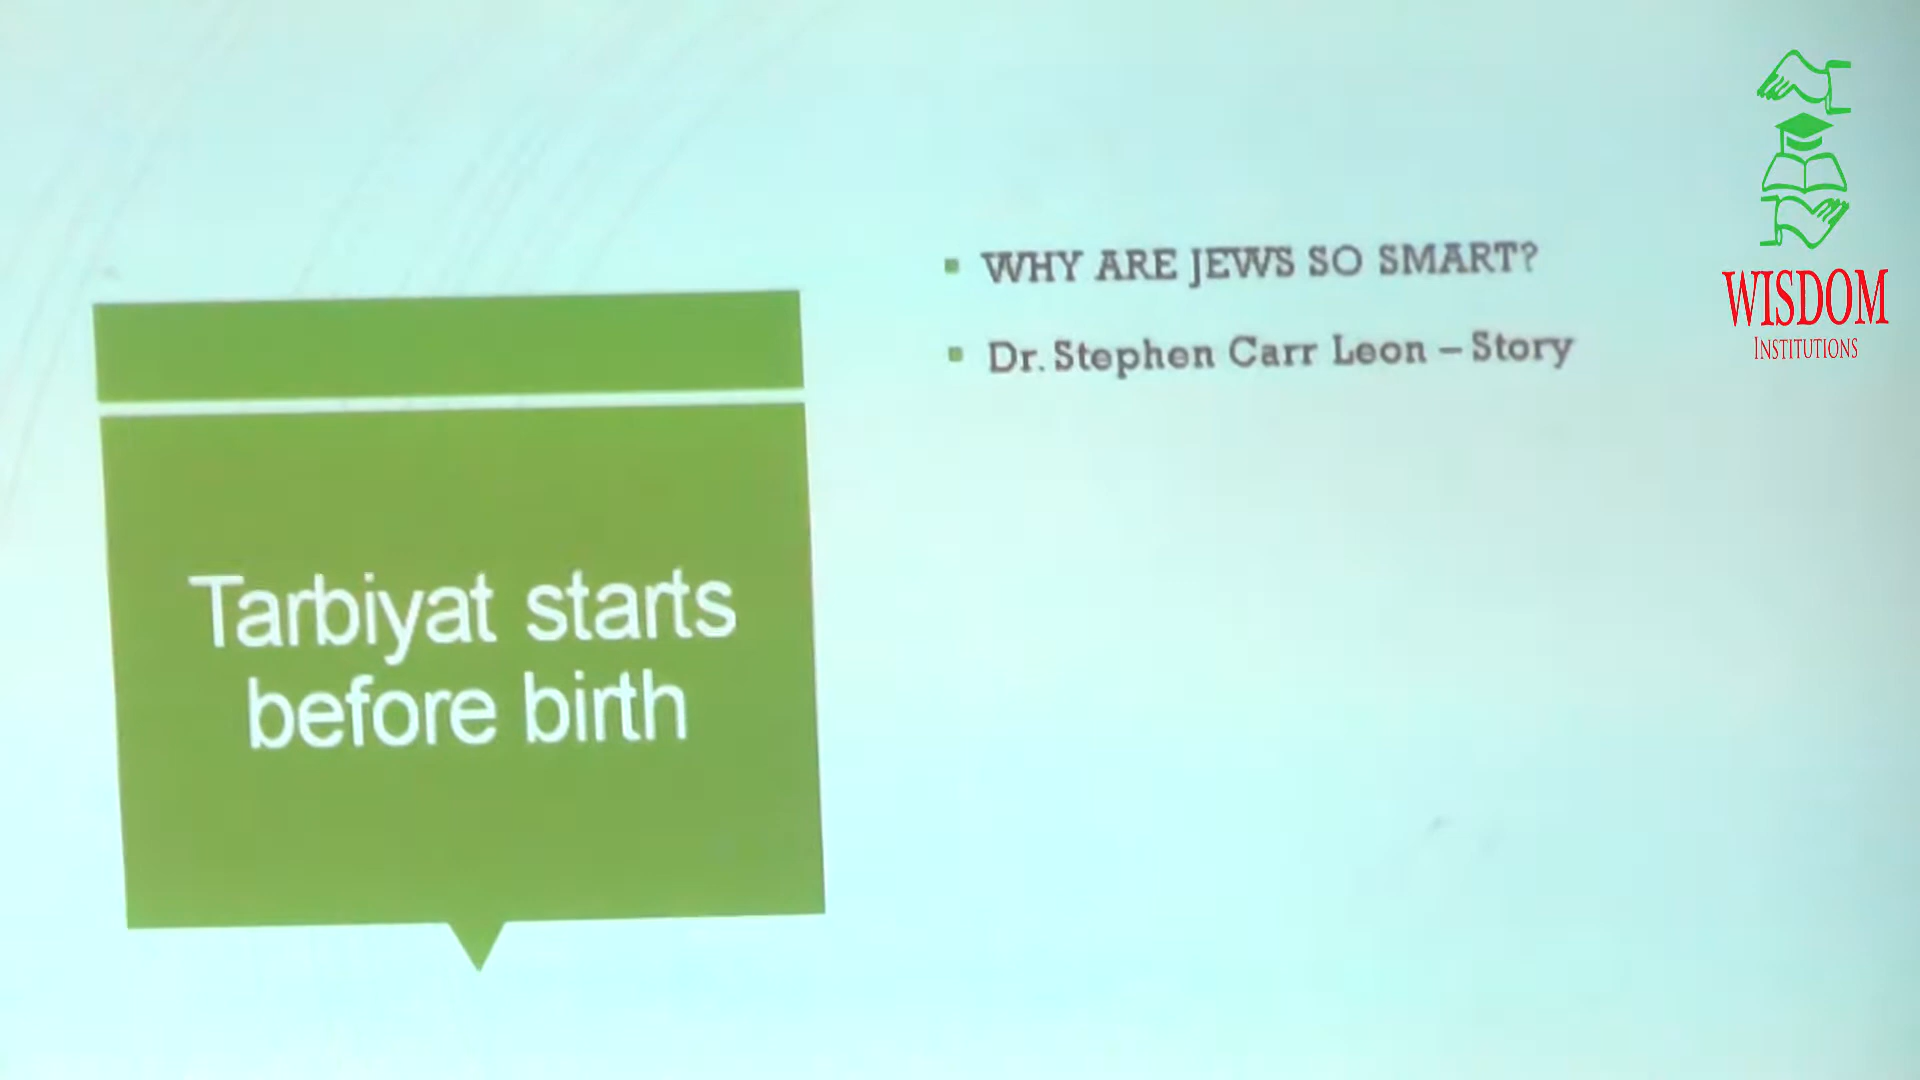 Tarbiyat starts
before birth
WHY ARE JEWS SO SMART?
Dr. Stephen Carr Leon – Story
WISDOM
INSTITUTIONS